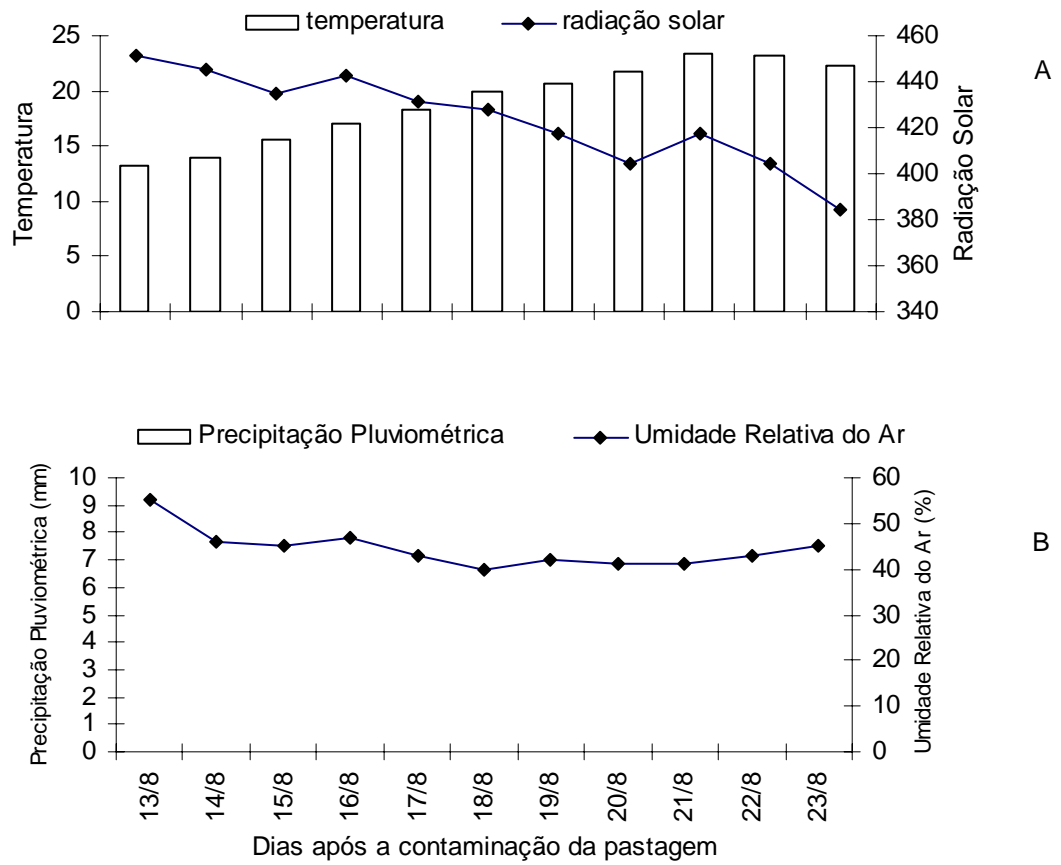 temperatura radiação solar
25 460
20 440
15 420
10 400
5 380
0 360
340
Temperatura
Radiação Solar
A
Precipitação Pluviométrica Umidade Relativa do Ar
10 60
9 50
8 40
7 30
6 20
5 10
4 0
3
2
1
0
Precipitação Pluviométrica (mm)
Umidade Relativa do Ar (%)
B
13/8 14/8 15/8 16/8 17/8 18/8 19/8 20/8 21/8 22/8 23/8
Dias após a contaminação da pastagem